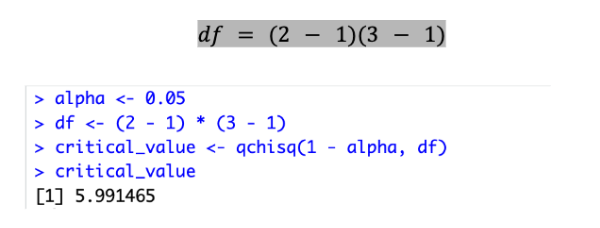 df = (2 − 1)(3 − 1)
> alpha <- 0.05
> df <- (2 - 1) * (3 - 1)
> critical_value <- qchisq(1 - alpha, df)
> critical_value
[1] 5.991465